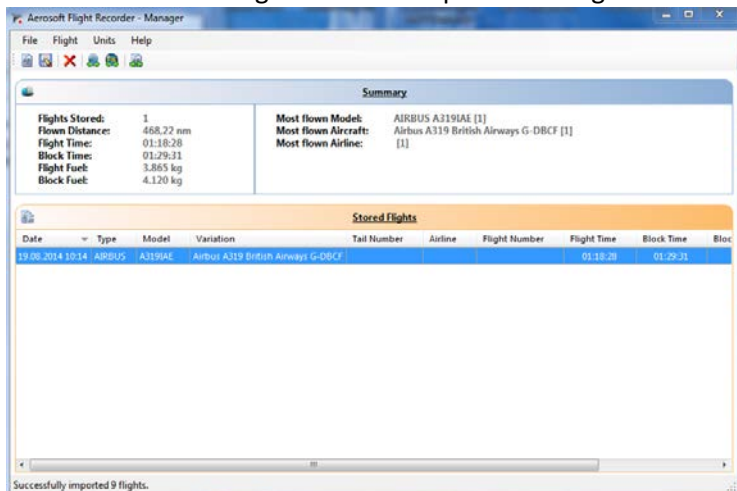 Aerosoft Flight Recorder - Manager
File Flight Units Help
Summary
Flights Stored: 1
Flown Distance: 468,22 nm
Flight Time: 01:18:28
Block Time: 01:29:31
Flight Fuel: 3.865 kg
Block Fuel: 4.120 kg
Most flown Model: AIRBUS A319IAE [1]
Most flown Aircraft: Airbus A319 British Airways G-DBCF [1]
Most flown Airline: [1]
Stored Flights
Date Type Model Variation Tail Number Airline Flight Number Flight Time Block Time Bloc
19.08.2014 10:14 AIRBUS A319IAE Airbus A319 British Airways G-DBCF 01:18:28 01:29:31
Successfully imported 9 flights.